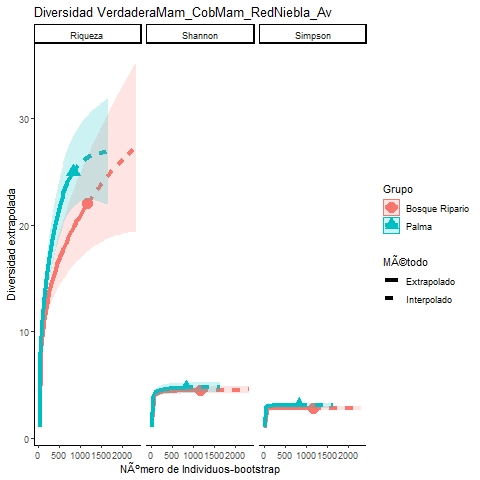 Diversidad VerdaderaMam_CobMam_RedNiebla_Av
Riqueza Shannon Simpson
Diversidad extrapolada
30
20
10
0
0 500 1000 1500 2000 0 500 1000 1500 2000 0 500 1000 1500 2000
NÃºmero de Individuos-bootstrap
Grupo
Bosque Ripario
Palma
MÃ©todo
Extrapolado
Interpolado